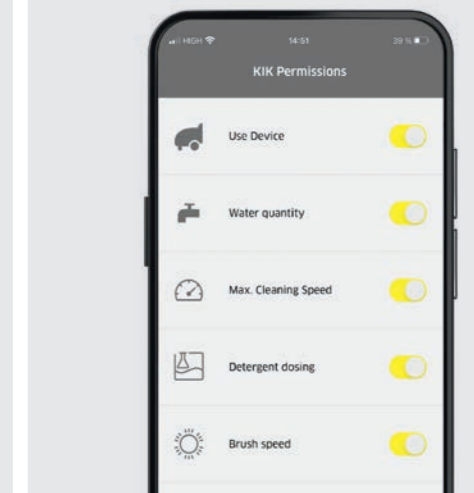 HIGH 14:51 29 %
KIK Permissions
Use Device
Water quantity
Max. Cleaning Speed
Detergent dosing
Brush speed